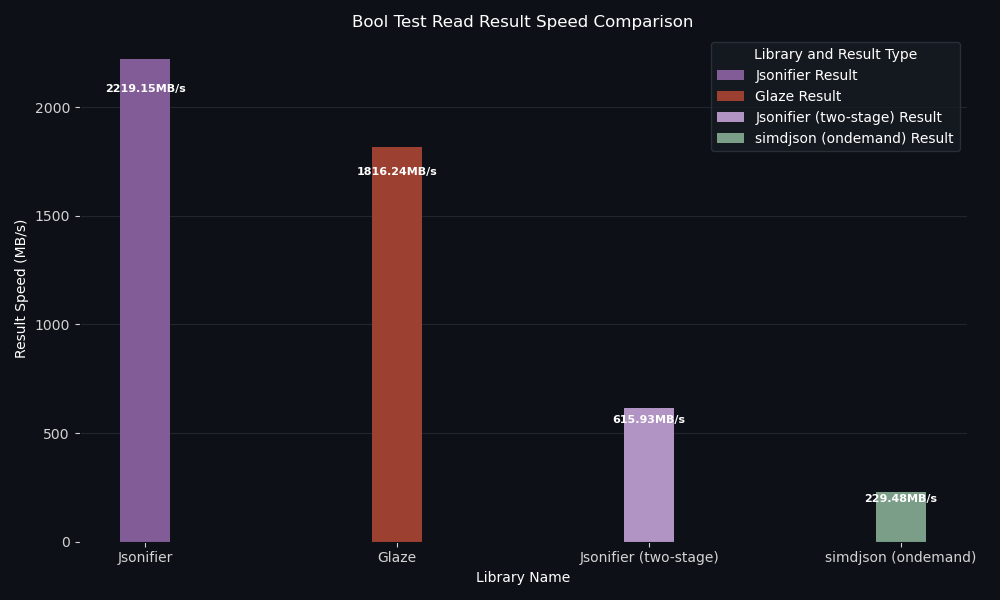 Bool Test Read Result Speed Comparison
Library and Result Type
Jsonifier Result
Glaze Result
Jsonifier (two-stage) Result
simdjson (ondemand) Result
Result Speed (MB/s)
2000
1500
1000
500
0
2219.15MB/s
1816.24MB/s
615.93MB/s
229.48MB/s
Jsonifier
Glaze
Jsonifier (two-stage)
simdjson (ondemand)
Library Name